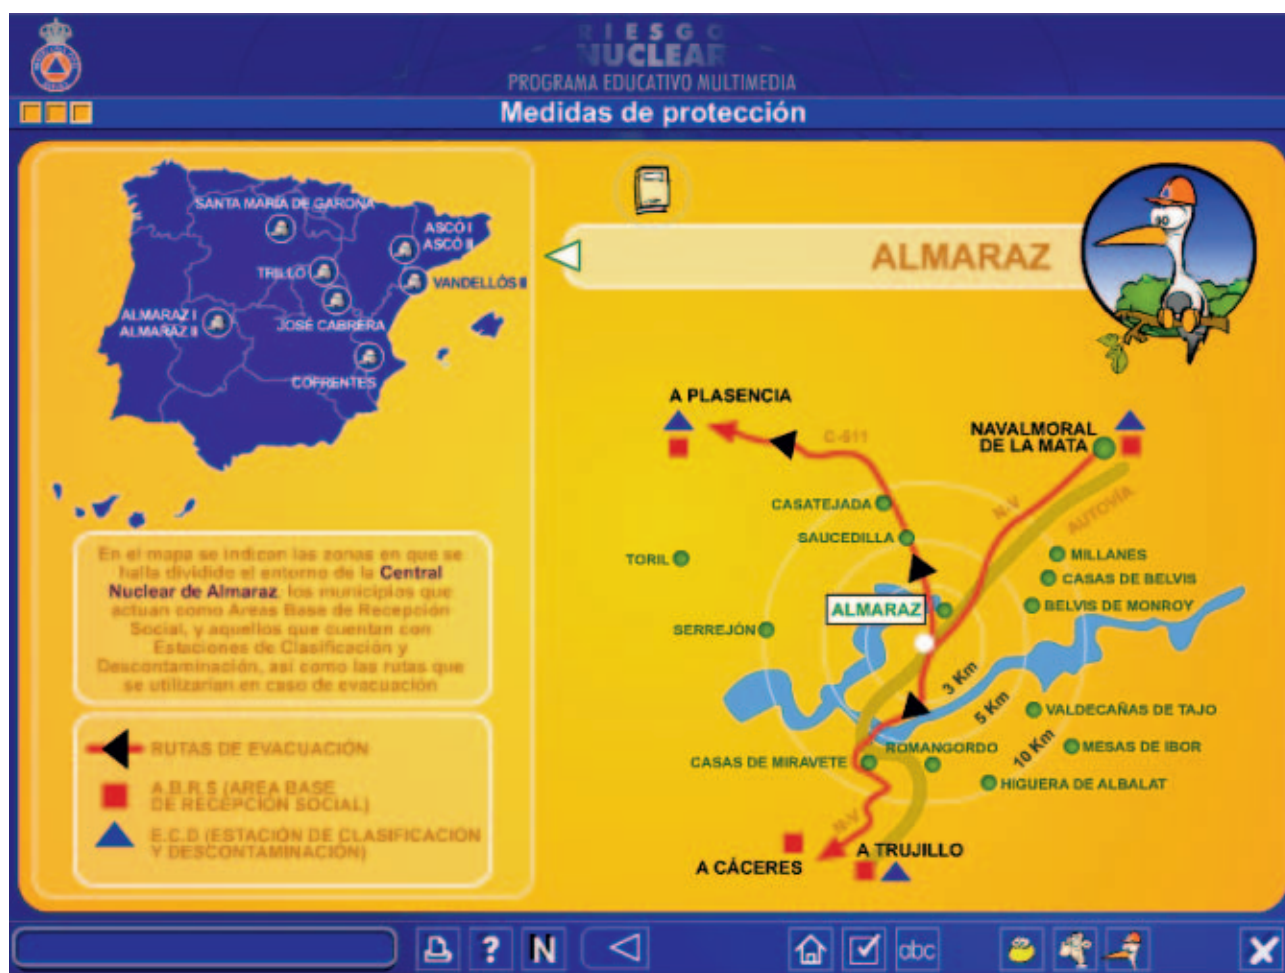 RIESGO
NUCLEAR
PROGRAMA EDUCATIVO MULTIMEDIA
Medidas de protección
SANTA MARÍA DE GAROÑA
ASCÓ I
ASCÓ II
TRILLO
VANDELLÓS II
ALMARAZ I
ALMARAZ II
JOSÉ CABRERA
COFRENTES
En el mapa se indican las zonas en que se
halla dividido el entorno de la Central
Nuclear de Almaraz, los municipios que
actuan como Areas Base de Recepción
Social, y aquellos que cuentan con
Estaciones de Clasificación y
Descontaminación, así como las rutas que
se utilizarían en caso de evacuación
RUTAS DE EVACUACIÓN
A.B.R.S (AREA BASE
DE RECEPCIÓN SOCIAL)
E.C.D (ESTACIÓN DE CLASIFICACIÓN
Y DESCONTAMINACIÓN)
ALMARAZ
A PLASENCIA
C-511
NAVALMORAL
DE LA MATA
N-V
AUTOVÍA
CASATEJADA
SAUCEDILLA
TORIL
MILLANES
CASAS DE BELVIS
ALMARAZ
BELVIS DE MONROY
SERREJÓN
3 Km
5 Km
10 Km
VALDECAÑAS DE TAJO
ROMANGORDO
MESAS DE IBOR
CASAS DE MIRAVETE
HIGUERA DE ALBALAT
N-V
A TRUJILLO
A CÁCERES
? N
abc
X